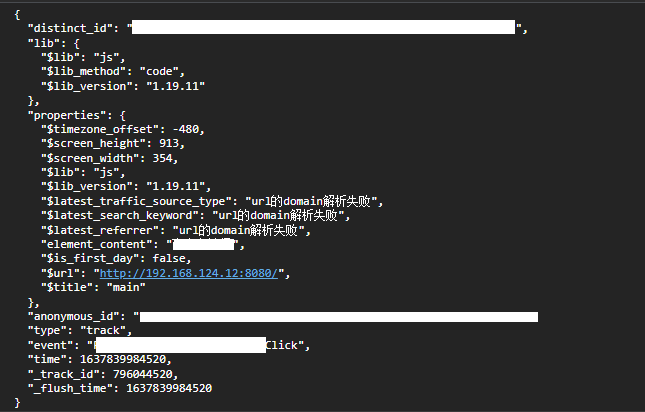 {
"distinct_id": "",
"lib": {
"$lib": "js",
"$lib_method": "code",
"$lib_version": "1.19.11"
},
"properties": {
"$timezone_offset": -480,
"$screen_height": 913,
"$screen_width": 354,
"$lib": "js",
"$lib_version": "1.19.11",
"$latest_traffic_source_type": "url的domain解析失败",
"$latest_search_keyword": "url的domain解析失败",
"$latest_referrer": "url的domain解析失败",
"element_content": "",
"$is_first_day": false,
"$url": "http://192.168.124.12:8080/",
"$title": "main"
},
"anonymous_id": "
"type": "track",
"event": "Click",
"time": 1637839984520,
"_track_id": 796044520,
"_flush_time": 1637839984520
}